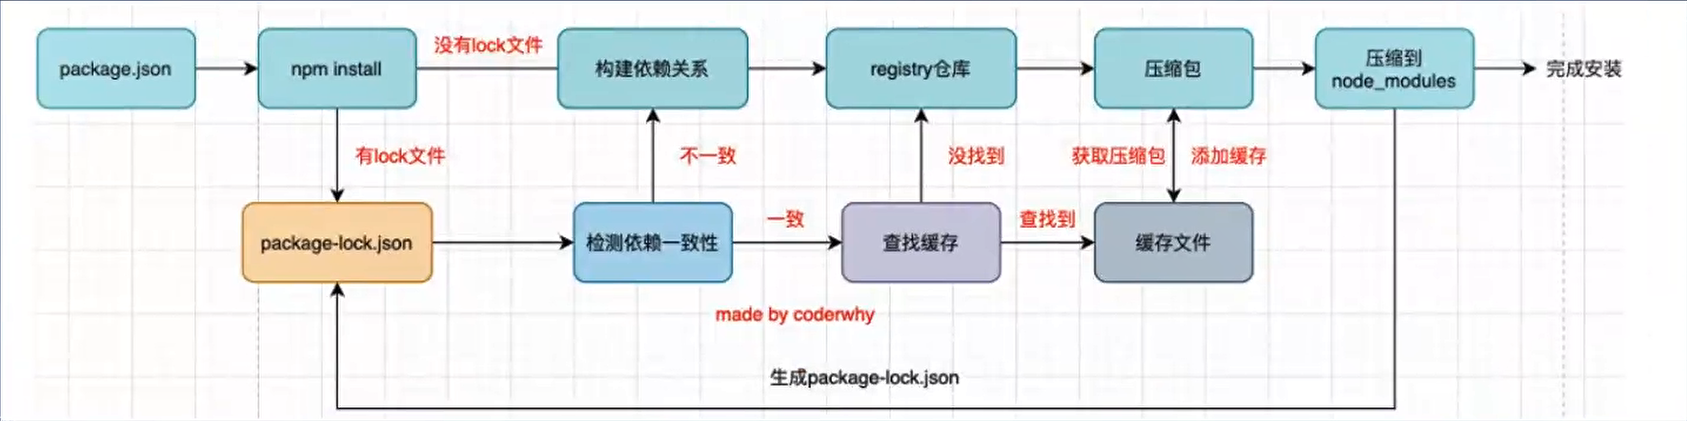 package.json
npm install
没有lock文件
构建依赖关系
registry仓库
压缩包
压缩到
node_modules
完成安装
有lock文件
不一致
没找到
获取压缩包
添加缓存
package-lock.json
检测依赖一致性
一致
查找缓存
查找到
缓存文件
made by coderwhy
生成package-lock.json